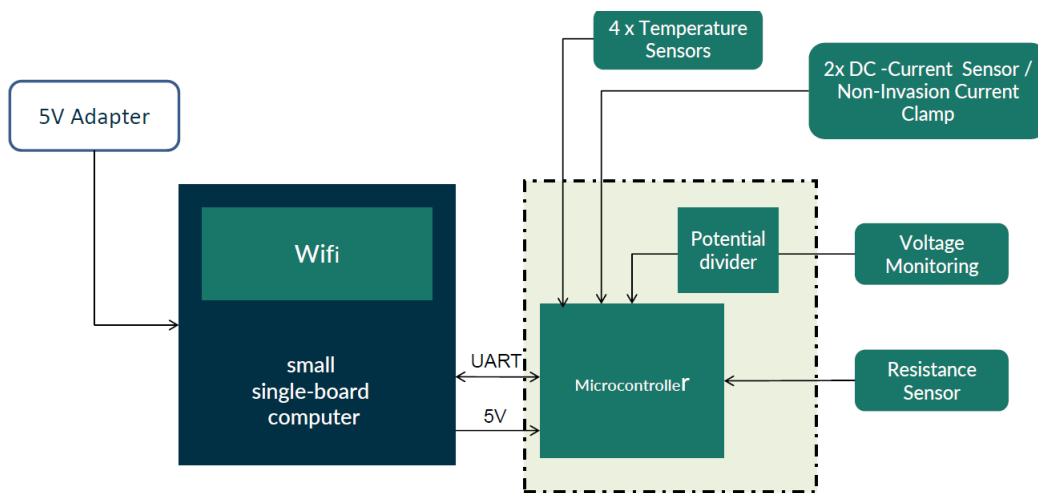 4 x Temperature
Sensors
2x DC -Current Sensor /
Non-Invasion Current
Clamp
5V Adapter
Wifi
Potential
divider
Voltage
Monitoring
small
single-board
computer
UART
5V
Microcontroller
Resistance
Sensor